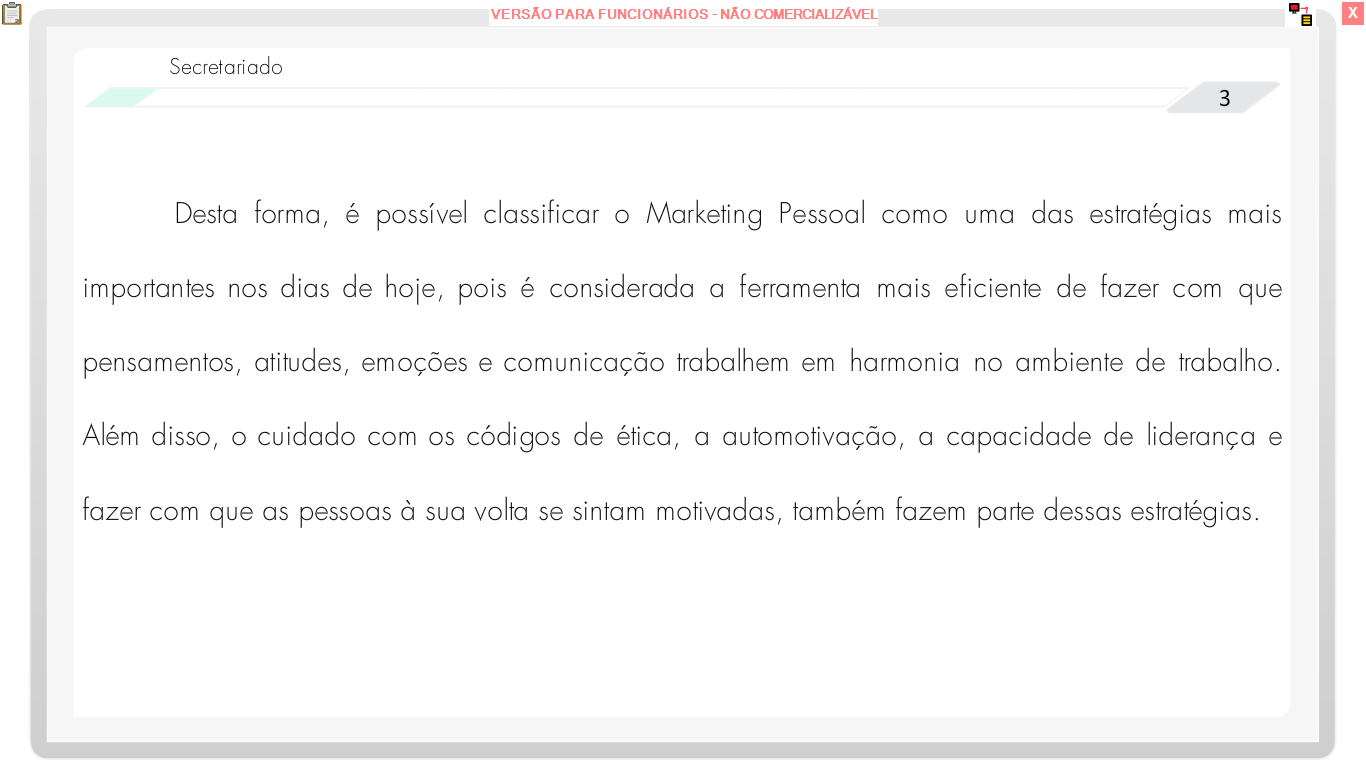 VERSÃO PARA FUNCIONÁRIOS - NÃO COMERCIALIZÁVEL
X
Secretariado
3
Desta forma, é possível classificar o Marketing Pessoal como uma das estratégias mais
importantes nos dias de hoje, pois é considerada a ferramenta mais eficiente de fazer com que
pensamentos, atitudes, emoções e comunicação trabalhem em harmonia no ambiente de trabalho.
Além disso, o cuidado com os códigos de ética, a automotivação, a capacidade de liderança e
fazer com que as pessoas à sua volta se sintam motivadas, também fazem parte dessas estratégias.